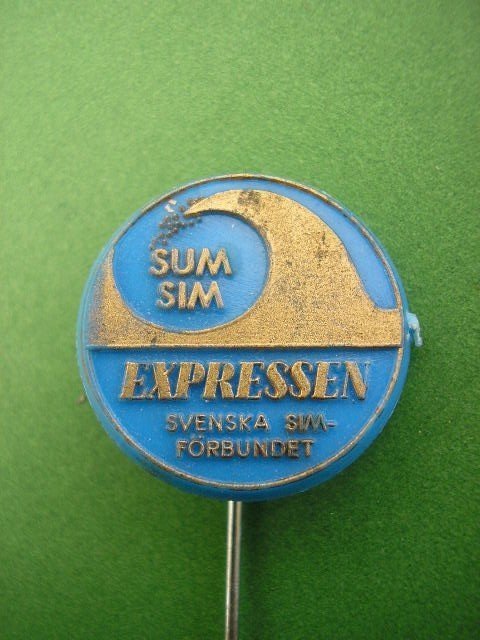 SUM
SIM
EXPRESSEN
SVENSKA SIM-
FÖRBUNDET